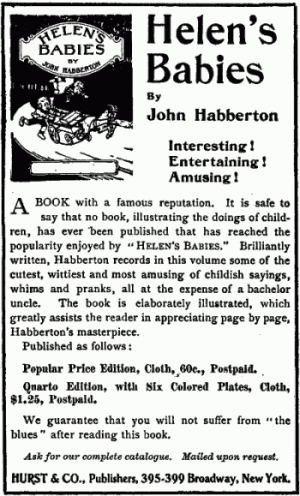 HELEN'S
BABIES
BY
JOHN HABBERTON
Helen's
Babies
By
John Habberton
Interesting!
Entertaining!
Amusing!
A BOOK with a famous reputation. It is safe to
say that no book, illustrating the doings of child-
ren, has ever been published that has reached the
popularity enjoyed by "HELEN'S BABIES." Brilliantly
written, Habberton records in this volume some of the
cutest, wittiest and most amusing of childish sayings,
whims and pranks, all at the expense of a bachelor
uncle. The book is elaborately illustrated, which
greatly assists the reader in appreciating page by page,
Habberton's masterpiece.
Published as follows:
Popular Price Edition, Cloth, 60c., Postpaid.
Quarto Edition, with Six Colored Plates, Cloth,
$1.25, Postpaid.
We guarantee that you will not suffer from "the
blues" after reading this book.
Ask for our complete catalogue. Mailed upon request.
HURST & CO., Publishers, 395-399 Broadway, New York.